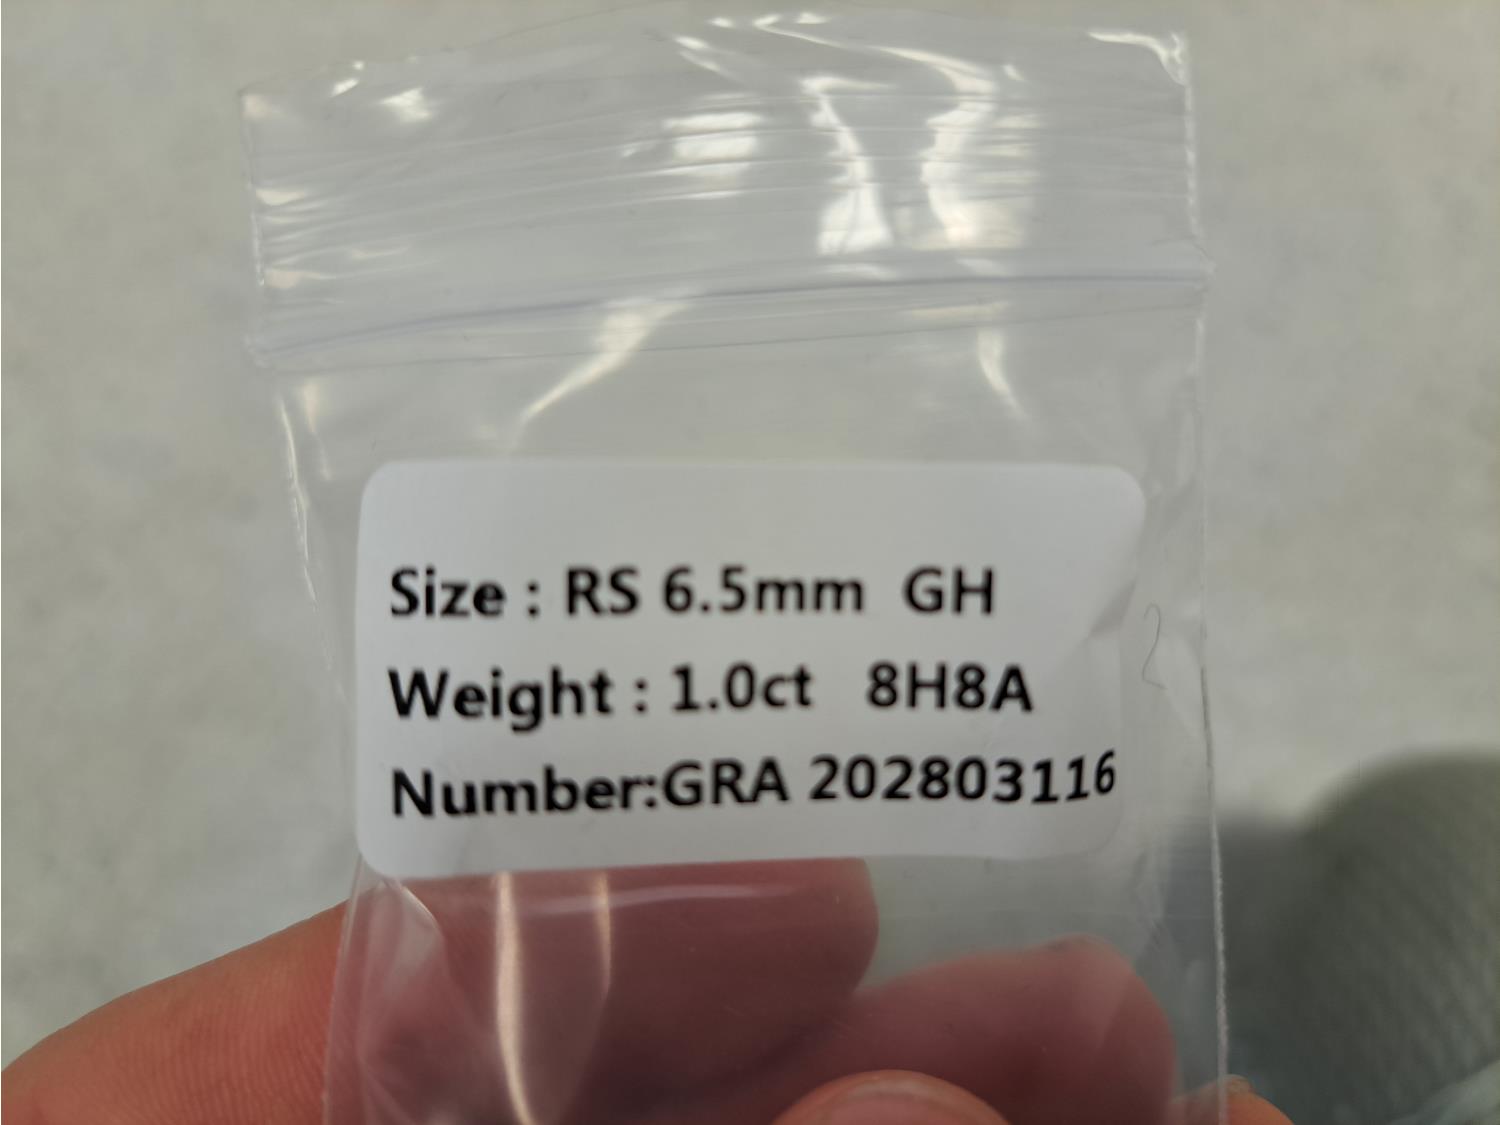 Size : RS 6.5mm GH
Weight : 1.0ct 8H8A
Number:GRA 202803116